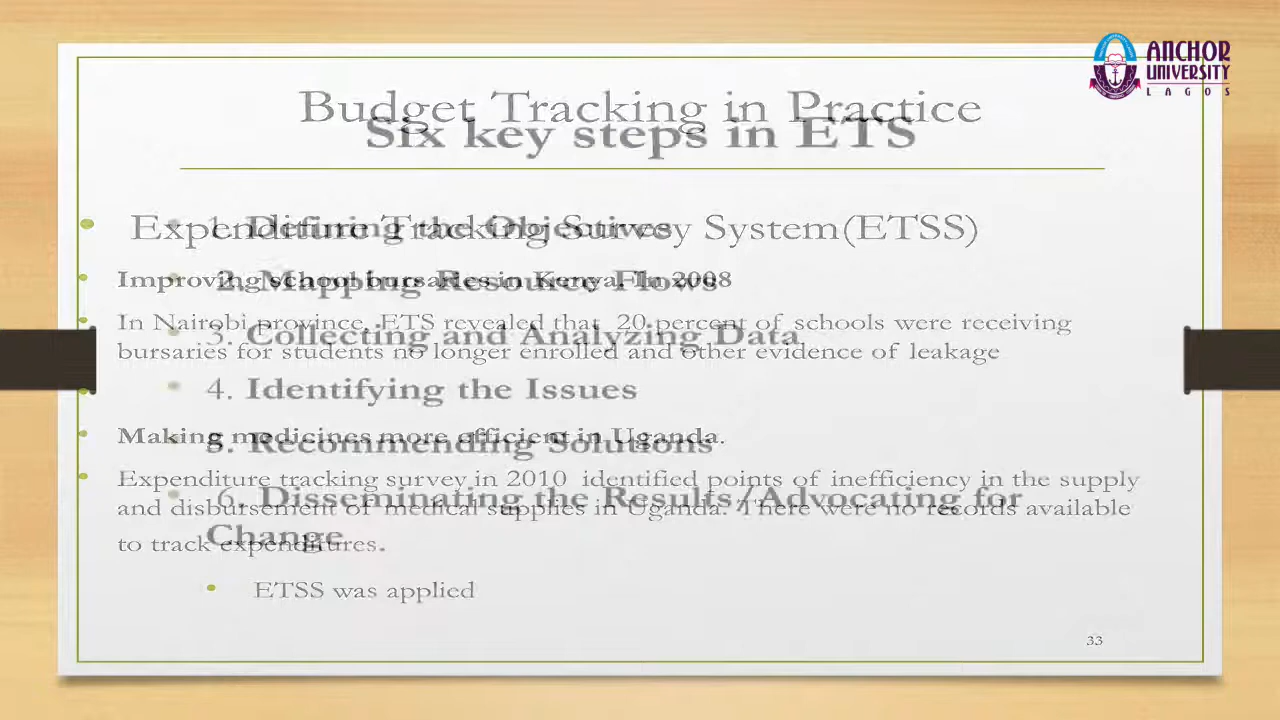 ANCHOR
UNIVERSITY
LAGOS
Budget Tracking in Practice
Six key steps in ETS
Expenditure Tracking Survey System(ETSS)
1. Defining the Objectives
Improving school bursaries in Kenya. In 2008
2. Mapping Resource Flows
In Nairobi province, ETS revealed that 20 percent of schools were receiving
3. Collecting and Analyzing Data
bursaries for students no longer enrolled and other evidence of leakage
4. Identifying the Issues
Making medicines more efficient in Uganda.
5. Recommending Solutions
Expenditure tracking survey in 2010 identified points of inefficiency in the supply
6. Disseminating the Results/Advocating for
and disbursement of medical supplies in Uganda. There were no records available
Change
to track expenditures.
ETSS was applied
33